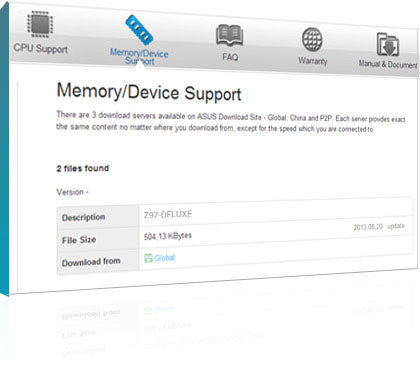 CPU Support
Memory/Device
Support
FAQ
Warranty
Manual & Document
Memory/Device Support
There are 3 download servers available on ASUS Download Site - Global, China and P2P. Each server provides exact
the same content no matter where you download from, except for the speed which you are connected to.
2 files found
Version -
Description Z97-DELUXE
File Size 504,13 KBytes 2013.08.20 update
Download from Global